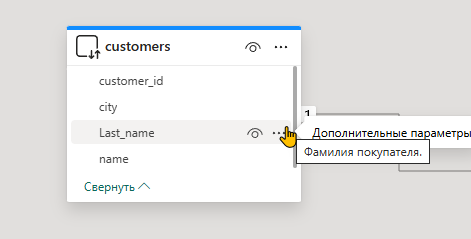 customers
customer_id
city
1
Last_name
Дополнительные параметры
Фамилия покупателя.
name
Свернуть